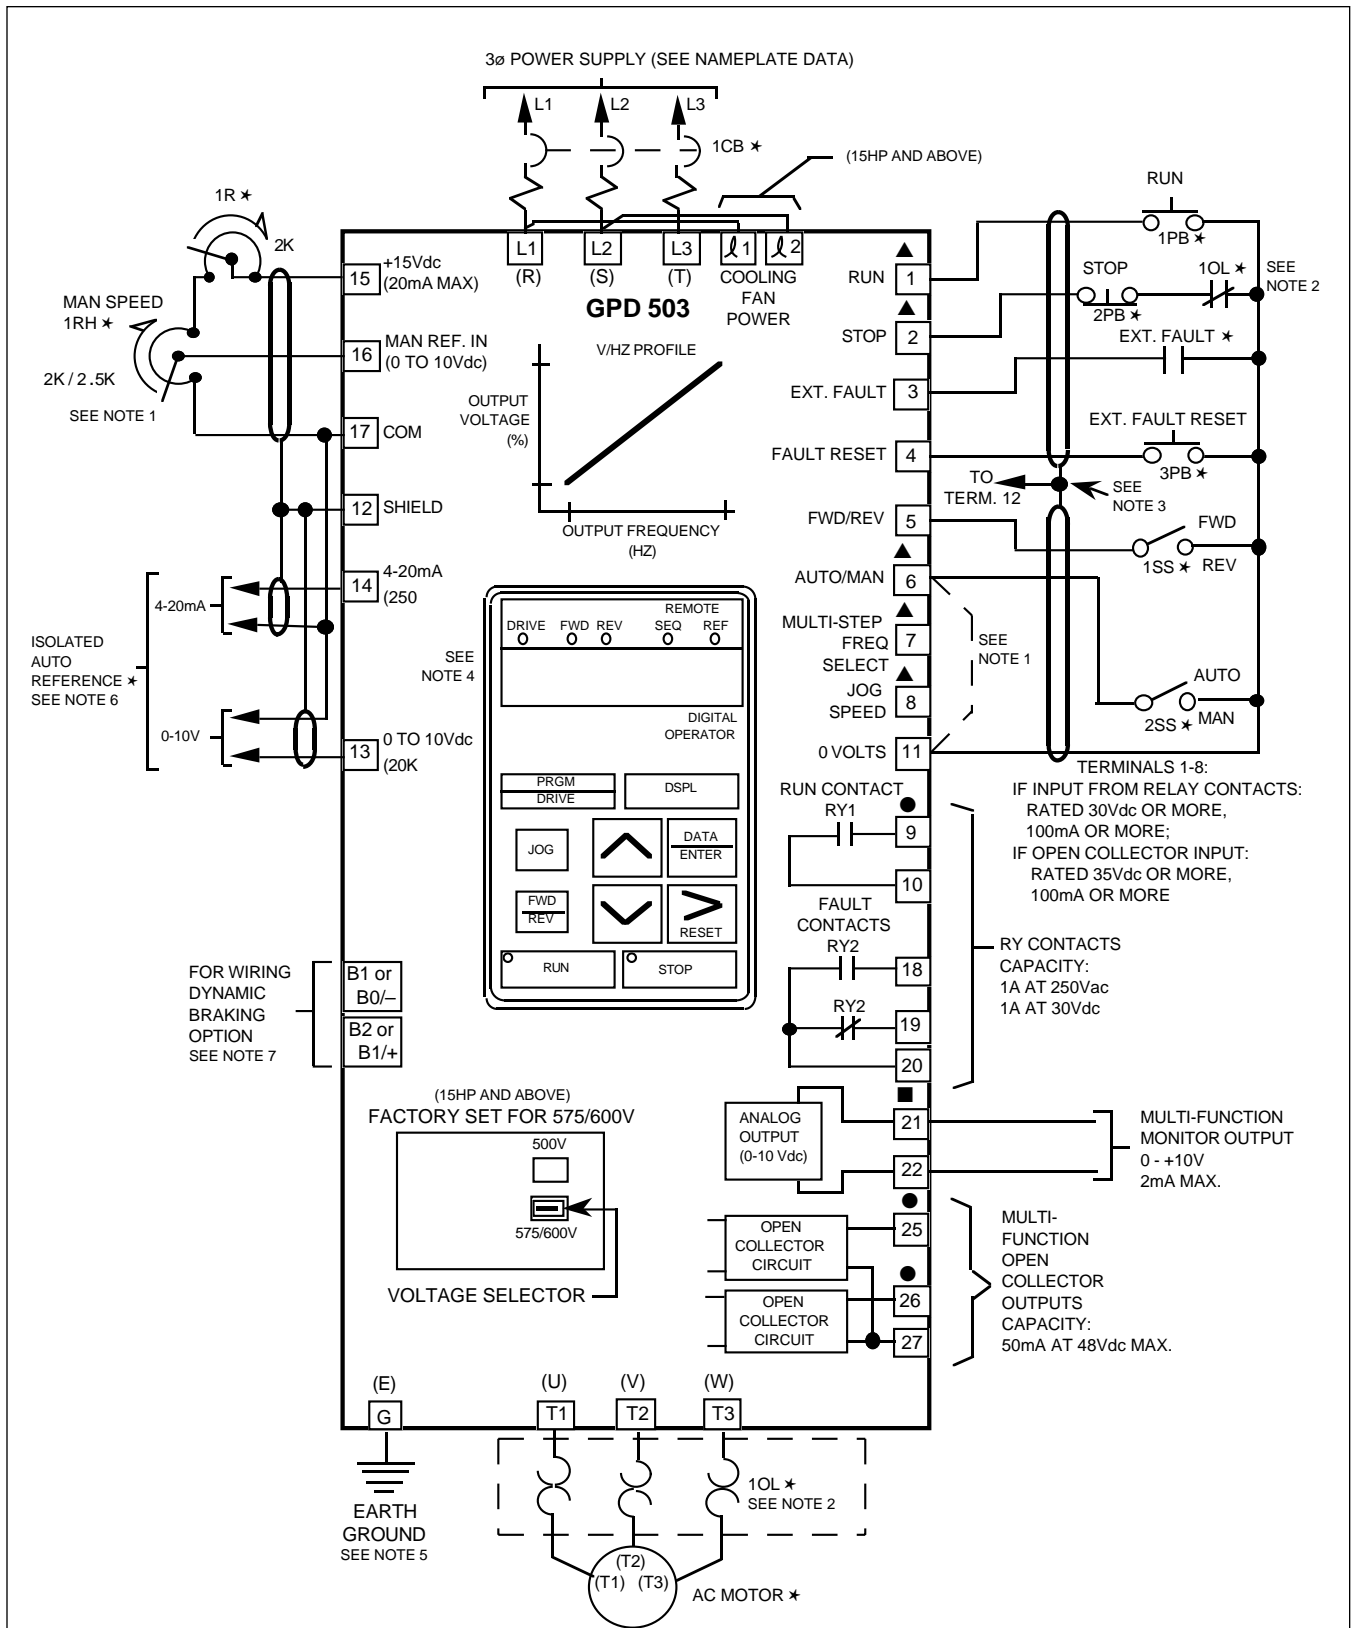 3ø POWER SUPPLY (SEE NAMEPLATE DATA)
L1
L2
L3
1CB ★
(15HP AND ABOVE)
1R ★
2K
MAN SPEED
1RH ★
2K / 2.5K
SEE NOTE 1
L1
L2
L3
ℓ1
ℓ2
(R)
(S)
(T)
COOLING
FAN
POWER
GPD 503
15
+15Vdc
(20mA MAX)
16
MAN REF. IN
(0 TO 10Vdc)
17
COM
12
SHIELD
14
4-20mA
(250
13
0 TO 10Vdc
(20K
4-20mA
0-10V
ISOLATED
AUTO
REFERENCE ★
SEE NOTE 6
V/HZ PROFILE
OUTPUT
VOLTAGE
(%)
OUTPUT FREQUENCY
(HZ)
SEE
NOTE 4
REMOTE
DRIVE
FWD
REV
SEQ
REF
DIGITAL
OPERATOR
PRGM
DRIVE
DSPL
JOG
DATA
ENTER
FWD
REV
RESET
RUN
STOP
▲
RUN
1
▲
STOP
2
EXT. FAULT
3
FAULT RESET
4
FWD/REV
5
▲
AUTO/MAN
6
▲
MULTI-STEP
FREQ
SELECT
7
▲
JOG
SPEED
8
0 VOLTS
11
RUN
1PB ★
STOP
2PB ★
1OL ★
SEE
NOTE 2
EXT. FAULT ★
EXT. FAULT RESET
3PB ★
TO
TERM. 12
SEE
NOTE 3
FWD
1SS ★
REV
SEE
NOTE 1
AUTO
2SS ★
MAN
TERMINALS 1-8:
IF INPUT FROM RELAY CONTACTS:
RATED 30Vdc OR MORE,
100mA OR MORE;
IF OPEN COLLECTOR INPUT:
RATED 35Vdc OR MORE,
100mA OR MORE
RUN CONTACT
RY1
●
9
10
FAULT
CONTACTS
RY2
18
RY2
19
20
RY CONTACTS
CAPACITY:
1A AT 250Vac
1A AT 30Vdc
FOR WIRING
DYNAMIC
BRAKING
OPTION
SEE NOTE 7
B1 or
B0/–
B2 or
B1/+
(15HP AND ABOVE)
FACTORY SET FOR 575/600V
500V
575/600V
VOLTAGE SELECTOR
ANALOG
OUTPUT
(0-10 Vdc)
■
21
22
MULTI-FUNCTION
MONITOR OUTPUT
0 - +10V
2mA MAX.
OPEN
COLLECTOR
CIRCUIT
●
25
OPEN
COLLECTOR
CIRCUIT
●
26
27
MULTI-
FUNCTION
OPEN
COLLECTOR
OUTPUTS
CAPACITY:
50mA AT 48Vdc MAX.
(E)
G
EARTH
GROUND
SEE NOTE 5
(U)
(V)
(W)
T1
T2
T3
1OL ★
SEE NOTE 2
(T2)
(T1)
(T3)
AC MOTOR ★